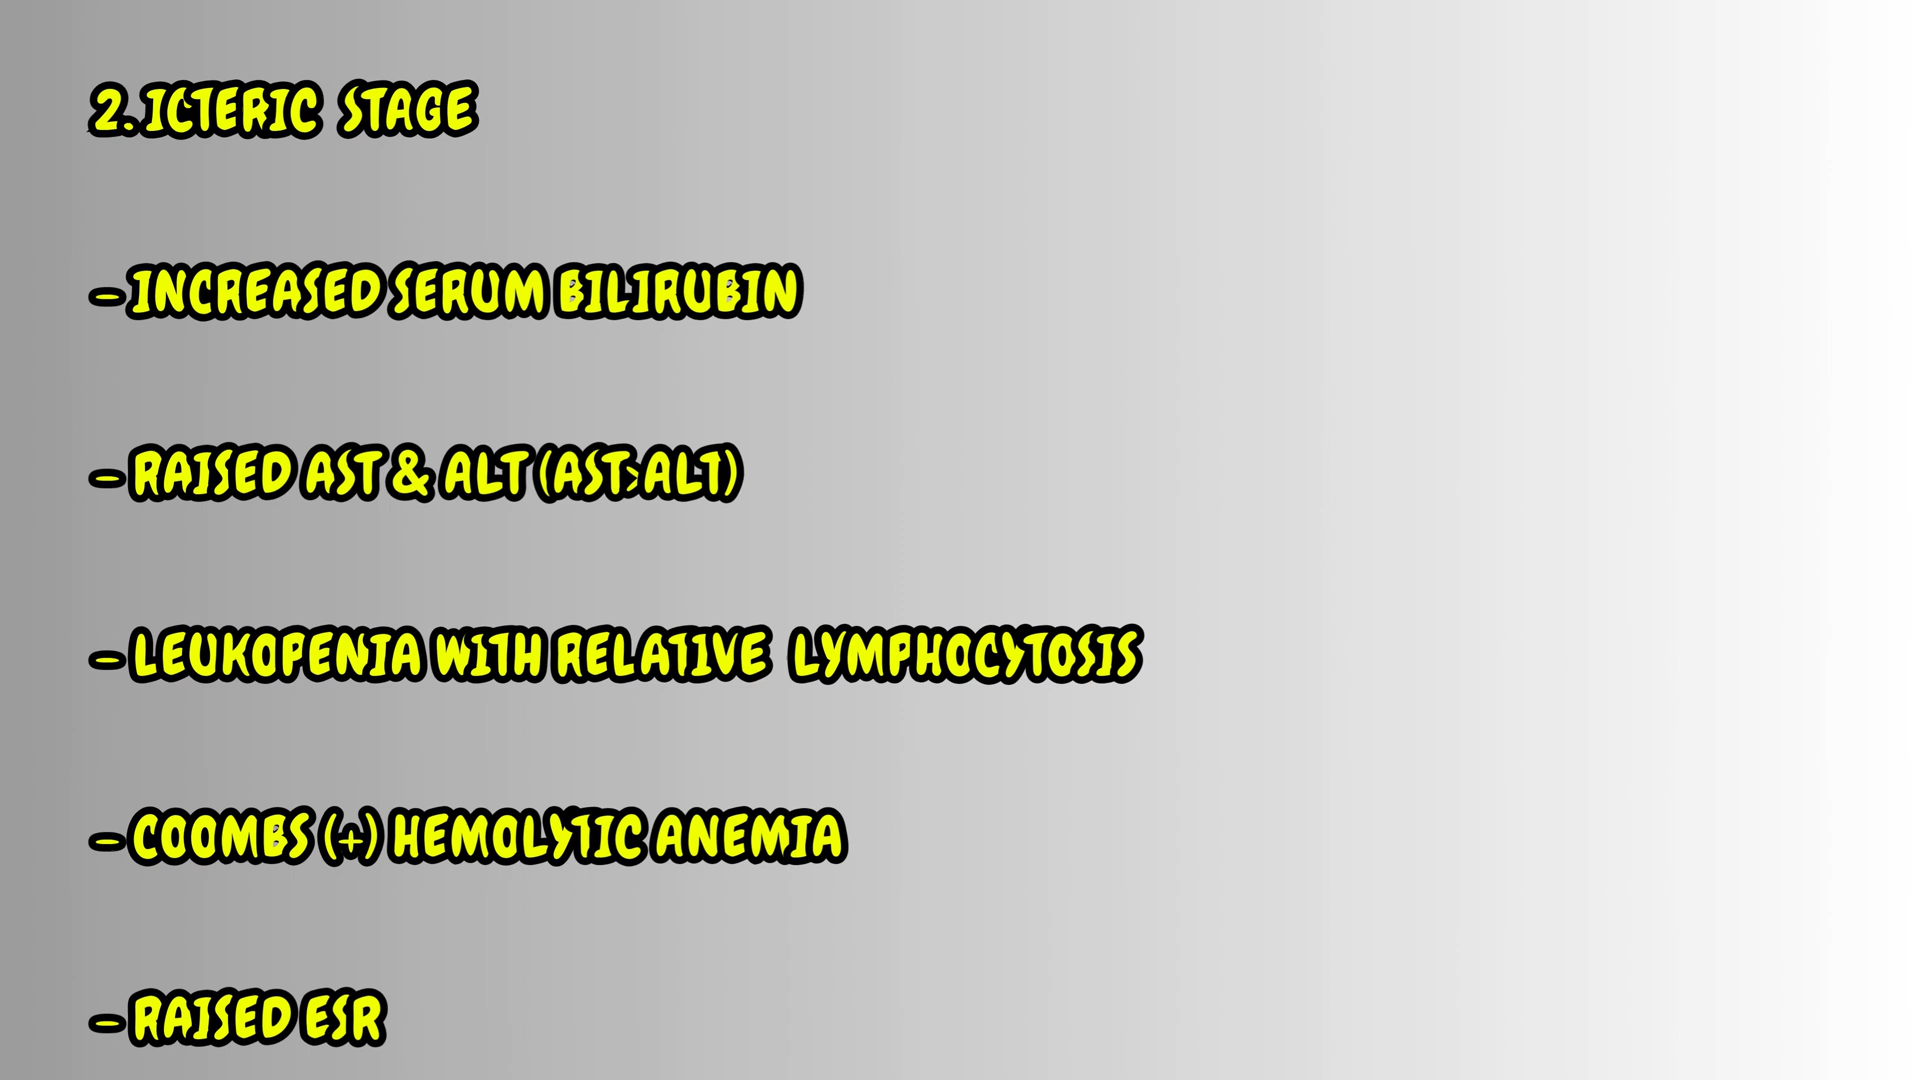 2. ICTERIC STAGE
- INCREASED SERUM BILIRUBIN
- RAISED AST & ALT (AST>ALT)
- LEUKOPENIA WITH RELATIVE LYMPHOCYTOSIS
- COOMBS (+) HEMOLYTIC ANEMIA
- RAISED ESR